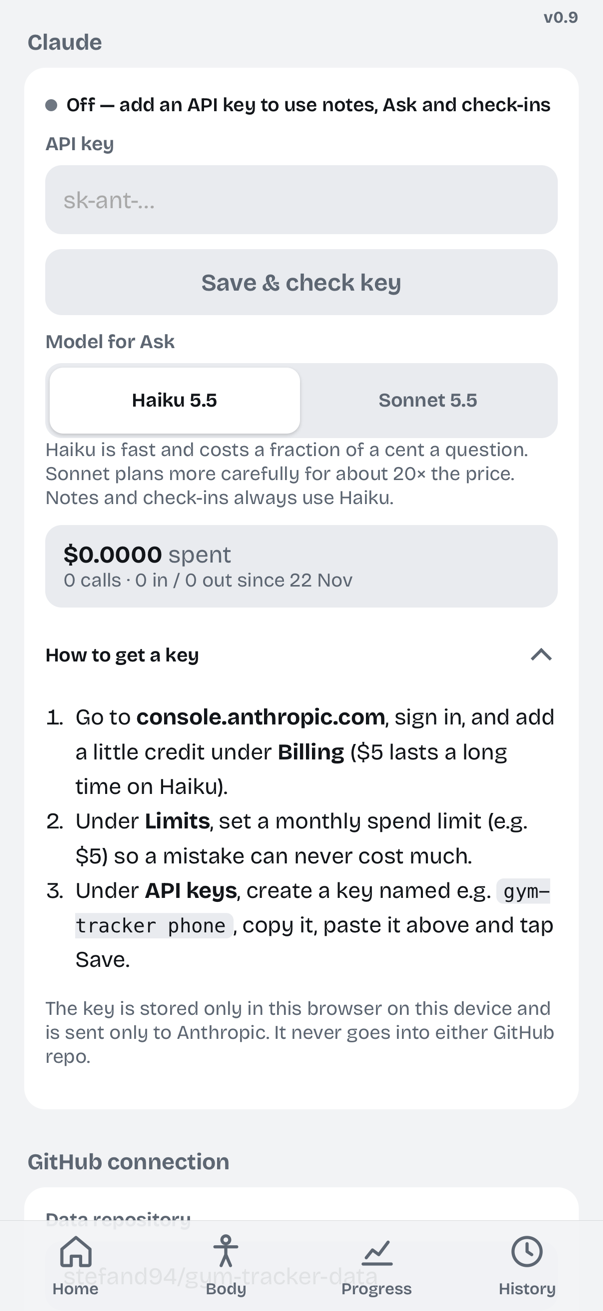 v0.9
Claude
Off — add an API key to use notes, Ask and check-ins
API key
sk-ant-...
Save & check key
Model for Ask
Haiku 5.5
Sonnet 5.5
Haiku is fast and costs a fraction of a cent a question.
Sonnet plans more carefully for about 20× the price.
Notes and check-ins always use Haiku.
$0.0000 spent
0 calls · 0 in / 0 out since 22 Nov
How to get a key
1. Go to console.anthropic.com, sign in, and add
a little credit under Billing ($5 lasts a long
time on Haiku).
2. Under Limits, set a monthly spend limit (e.g.
$5) so a mistake can never cost much.
3. Under API keys, create a key named e.g. gym-
tracker phone, copy it, paste it above and tap
Save.
The key is stored only in this browser on this device and
is sent only to Anthropic. It never goes into either GitHub
repo.
GitHub connection
Data repository
stefand94/gym-tracker-data
Home
Body
Progress
History